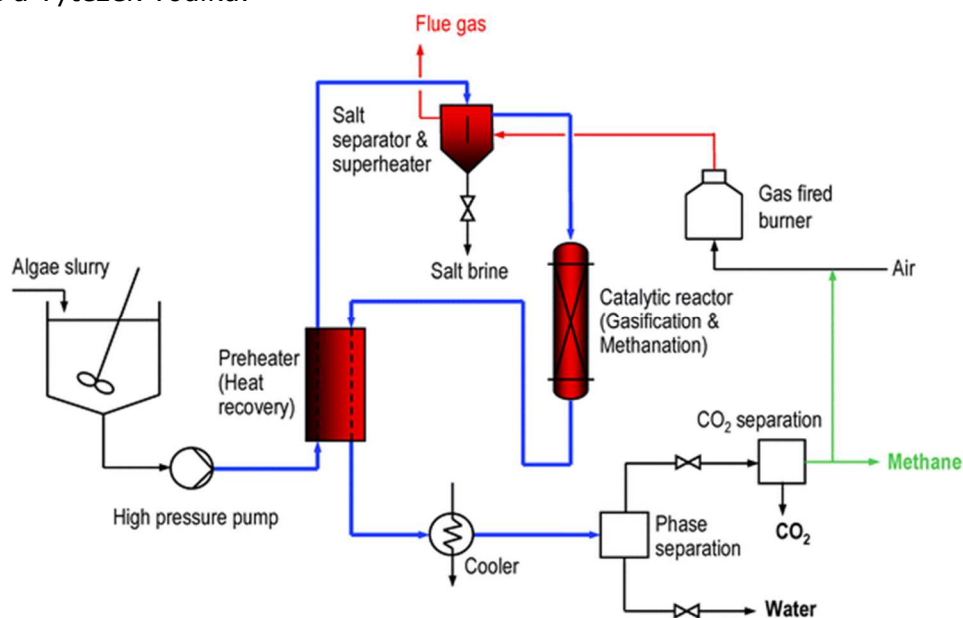 Flue gas
Salt
separator &
superheater
Gas fired
burner
Algae slurry
Salt brine
Air
Catalytic reactor
(Gasification &
Methanation)
Preheater
(Heat
recovery)
CO₂ separation
Methane
High pressure pump
Phase
separation
CO₂
Cooler
Water